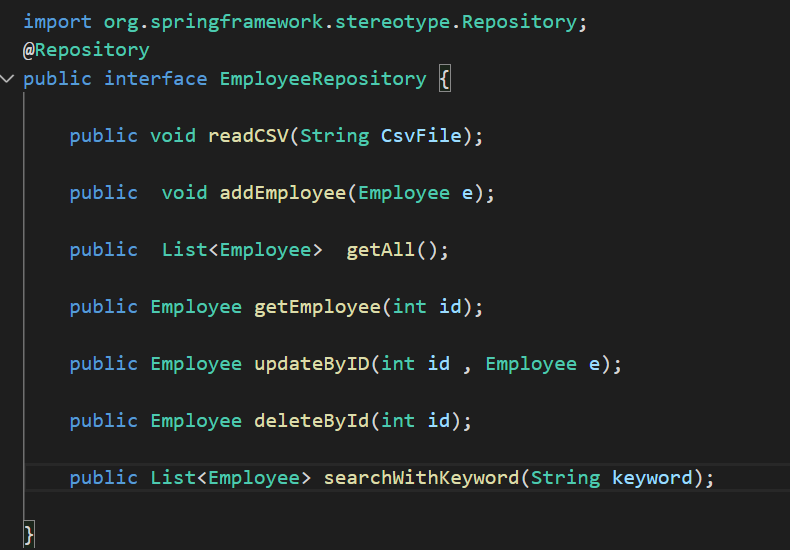 import org.springframework.stereotype.Repository;
@Repository
public interface EmployeeRepository {
public void readCSV(String CsvFile);
public  void addEmployee(Employee e);
public  List<Employee>  getAll();
public Employee getEmployee(int id);
public Employee updateByID(int id , Employee e);
public Employee deleteById(int id);
public List<Employee> searchWithKeyword(String keyword);
}